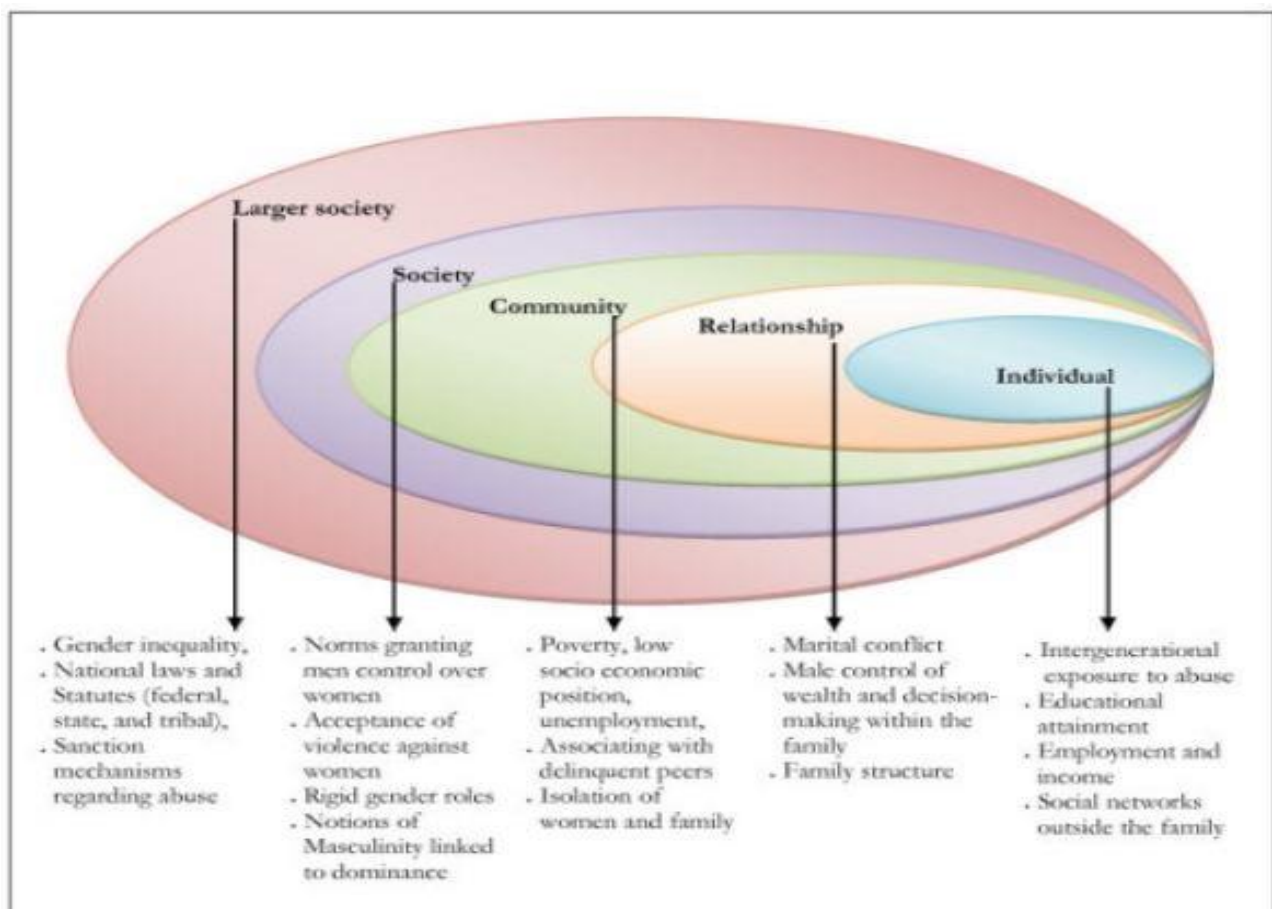 Larger society
Society
Community
Relationship
Individual
. Gender inequality,
. National laws and
Statutes (federal,
state, and tribal),
. Sanction
mechanisms
regarding abuse
. Norms granting
men control over
women
. Acceptance of
violence against
women
. Rigid gender roles
. Notions of
Masculinity linked
to dominance
. Poverty, low
socio economic
position,
unemployment,
. Associating with
delinquent peers
. Isolation of
women and family
. Marital conflict
. Male control of
wealth and decision-
making within the
family
. Family structure
. Intergenerational
exposure to abuse
. Educational
attainment
. Employment and
income
. Social networks
outside the family